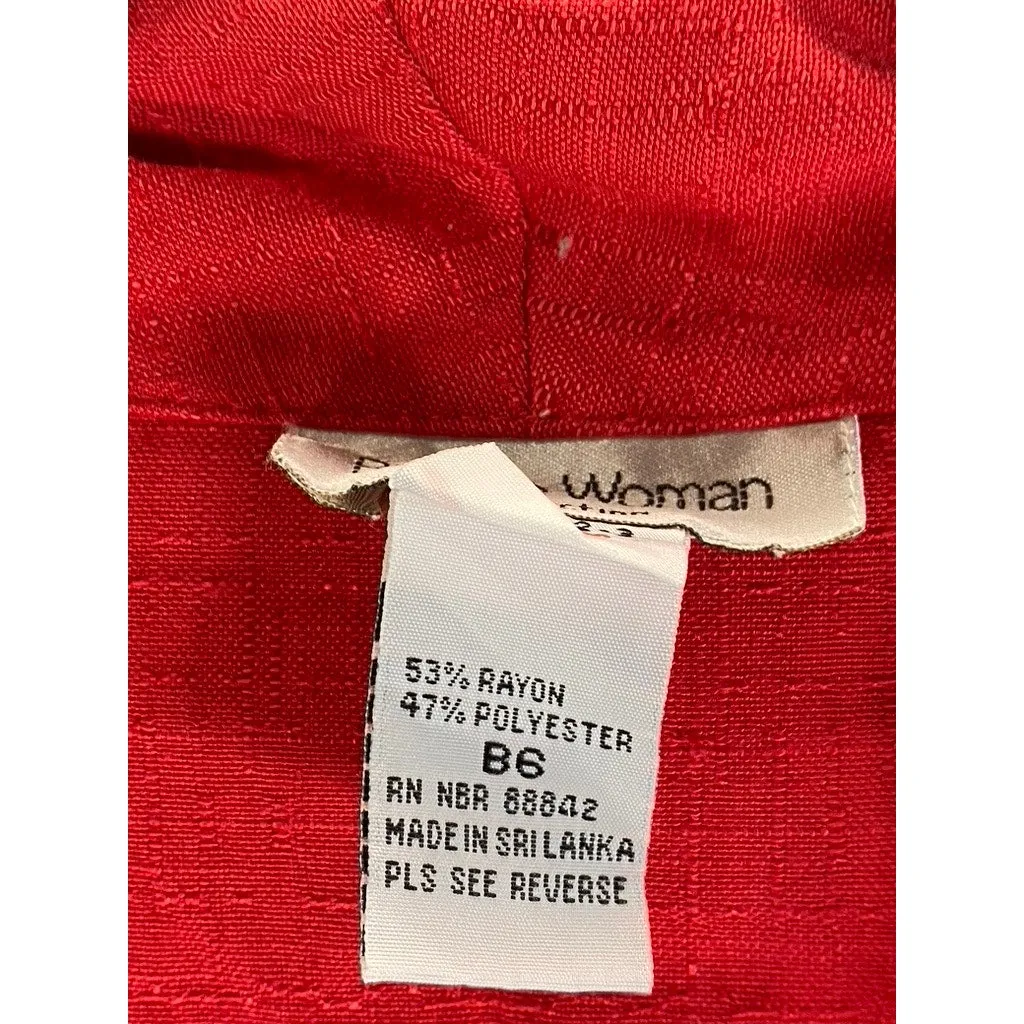 Woman
53% RAYON
47% POLYESTER
B6
RN NBR 88842
MADE IN SRI LANKA
PLS SEE REVERSE